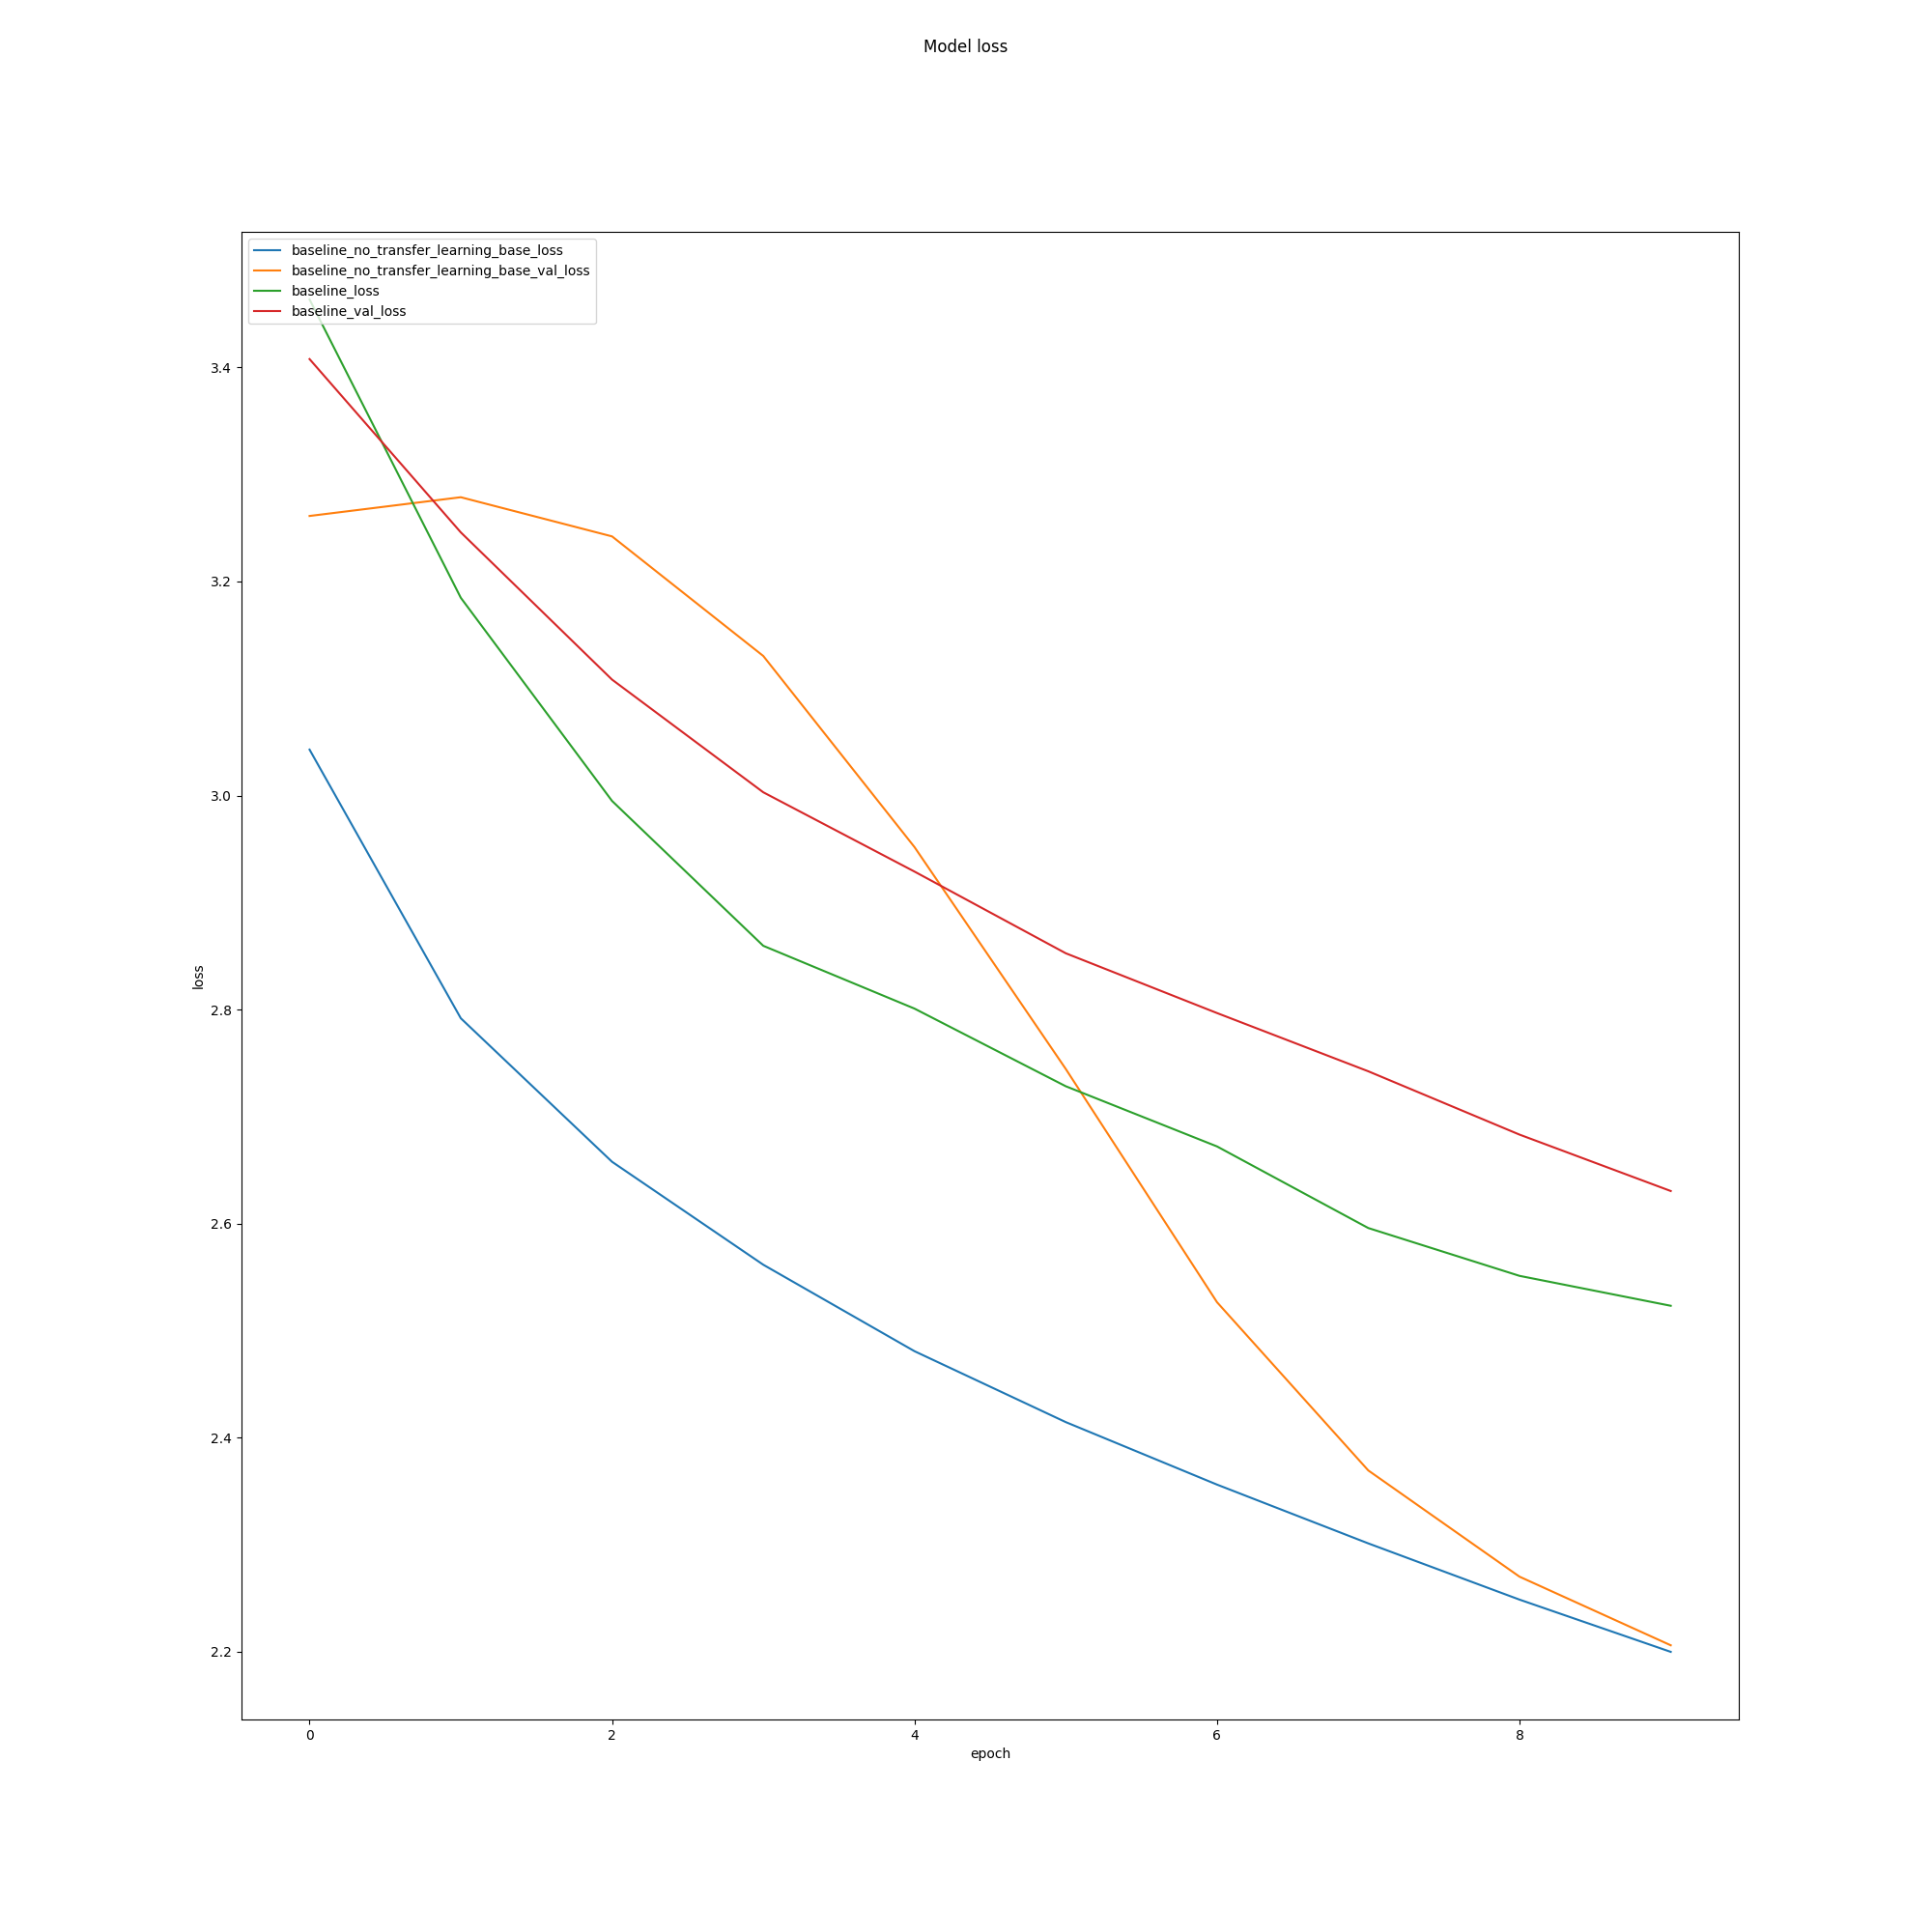 Model loss
baseline_no_transfer_learning_base_loss
baseline_no_transfer_learning_base_val_loss
baseline_loss
baseline_val_loss
3.4
3.2
3.0
2.8
2.6
2.4
2.2
loss
0 2 4 6 8
epoch